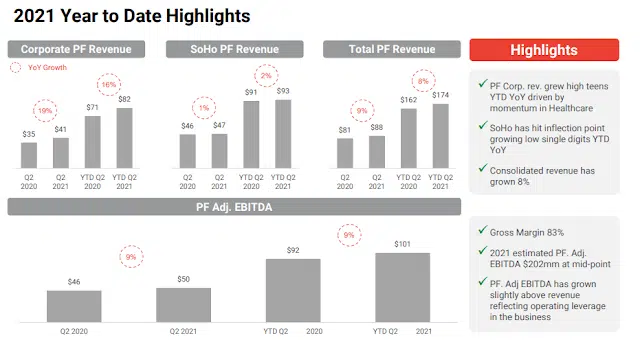 2021 Year to Date Highlights
Corporate PF Revenue
YoY Growth
19%
16%
$35
$41
$71
$82
Q2 2020
Q2 2021
YTD Q2 2020
YTD Q2 2021
SoHo PF Revenue
1%
2%
$46
$47
$91
$93
Q2 2020
Q2 2021
YTD Q2 2020
YTD Q2 2021
Total PF Revenue
9%
8%
$81
$88
$162
$174
Q2 2020
Q2 2021
YTD Q2 2020
YTD Q2 2021
Highlights
PF Corp. rev. grew high teens
YTD YoY driven by
momentum in Healthcare
SoHo has hit inflection point
growing low single digits YTD
YoY
Consolidated revenue has
grown 8%
PF Adj. EBITDA
9%
9%
$46
$50
$92
$101
Q2 2020
Q2 2021
YTD Q2 2020
YTD Q2 2021
Gross Margin 83%
2021 estimated PF. Adj.
EBITDA $202mm at mid-point
PF. Adj EBITDA has grown
slightly above revenue
reflecting operating leverage
in the business